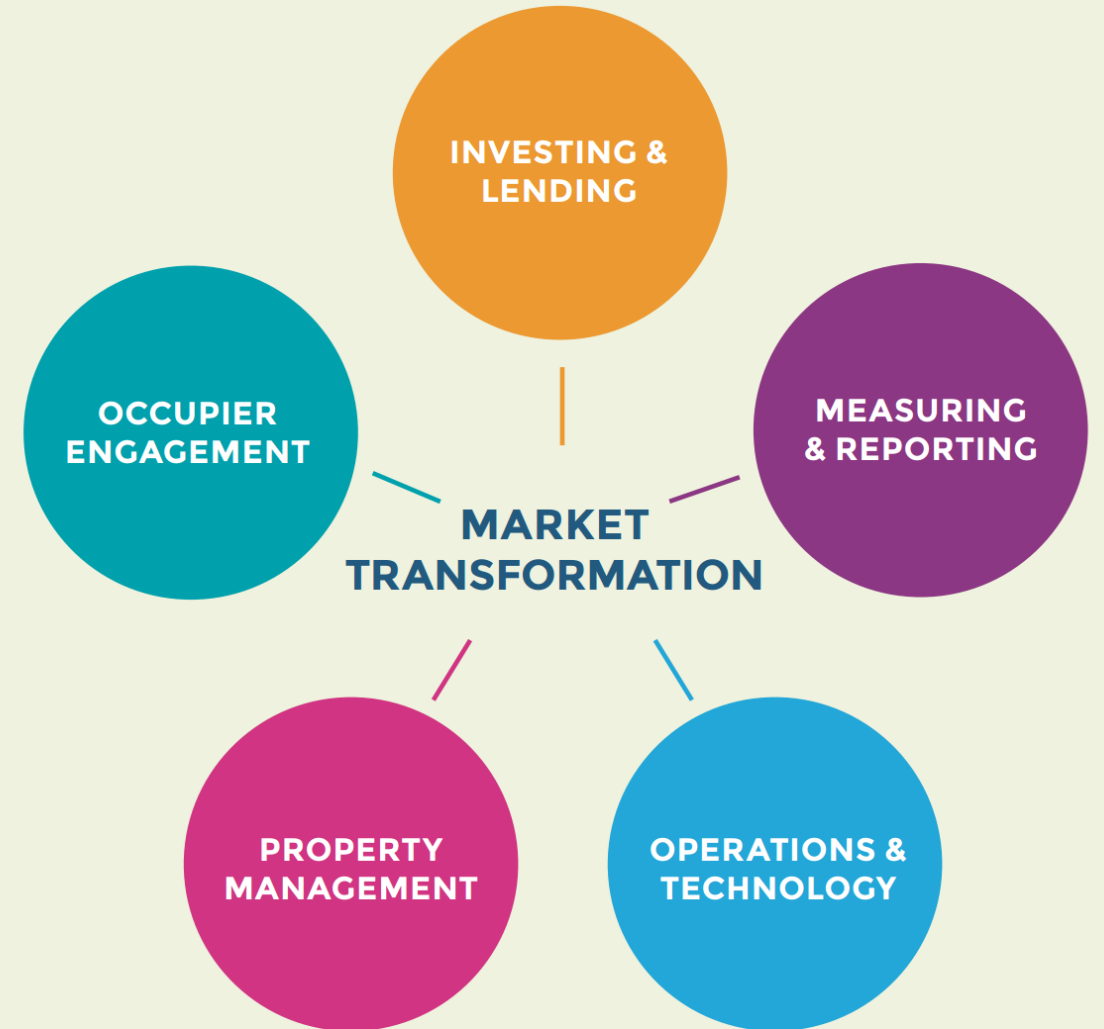 INVESTING &
LENDING
OCCUPIER
ENGAGEMENT
MEASURING
& REPORTING
MARKET
TRANSFORMATION
PROPERTY
MANAGEMENT
OPERATIONS &
TECHNOLOGY